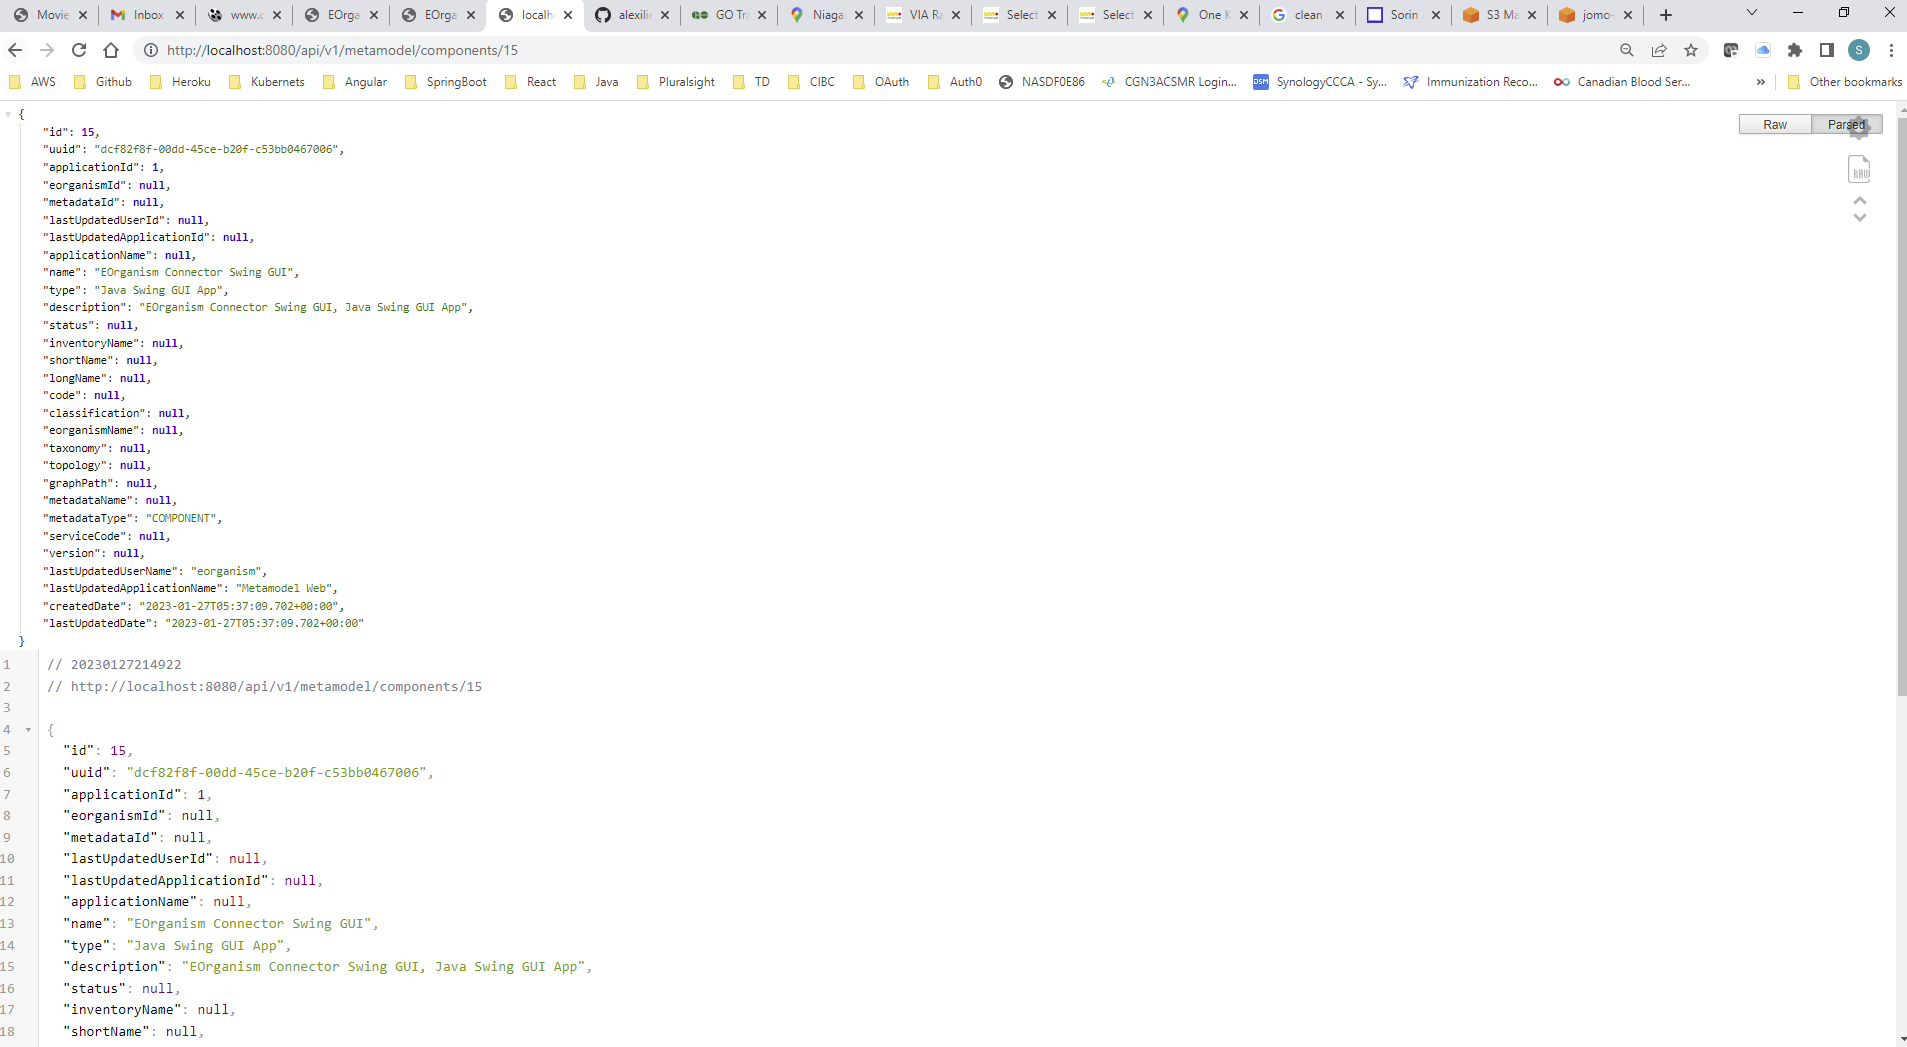 Movie
Inbox
www.c
EOrga
EOrga
localh
alexilie
GO Tra
Niaga
VIA Ra
Select
Select
One K
clean
Sorin
S3 Ma
jomo-
http://localhost:8080/api/v1/metamodel/components/15
S
AWS
Github
Heroku
Kubernets
Angular
SpringBoot
React
Java
Pluralsight
TD
CIBC
OAuth
Auth0
NASDF0E86
CGN3ACSMR Login...
DSM
SynologyCCCA - Sy...
Immunization Reco...
Canadian Blood Ser...
»
Other bookmarks
Raw
Parsed
RAW
{
"id": 15,
"uuid": "dcf82f8f-00dd-45ce-b20f-c53bb0467006",
"applicationId": 1,
"eorganismId": null,
"metadataId": null,
"lastUpdatedUserId": null,
"lastUpdatedApplicationId": null,
"applicationName": null,
"name": "EOrganism Connector Swing GUI",
"type": "Java Swing GUI App",
"description": "EOrganism Connector Swing GUI, Java Swing GUI App",
"status": null,
"inventoryName": null,
"shortName": null,
"longName": null,
"code": null,
"classification": null,
"eorganismName": null,
"taxonomy": null,
"topology": null,
"graphPath": null,
"metadataName": null,
"metadataType": "COMPONENT",
"serviceCode": null,
"version": null,
"lastUpdatedUserName": "eorganism",
"lastUpdatedApplicationName": "Metamodel Web",
"createdDate": "2023-01-27T05:37:09.702+00:00",
"lastUpdatedDate": "2023-01-27T05:37:09.702+00:00"
}
1 // 20230127214922
2 // http://localhost:8080/api/v1/metamodel/components/15
3
4 {
5 "id": 15,
6 "uuid": "dcf82f8f-00dd-45ce-b20f-c53bb0467006",
7 "applicationId": 1,
8 "eorganismId": null,
9 "metadataId": null,
10 "lastUpdatedUserId": null,
11 "lastUpdatedApplicationId": null,
12 "applicationName": null,
13 "name": "EOrganism Connector Swing GUI",
14 "type": "Java Swing GUI App",
15 "description": "EOrganism Connector Swing GUI, Java Swing GUI App",
16 "status": null,
17 "inventoryName": null,
18 "shortName": null,